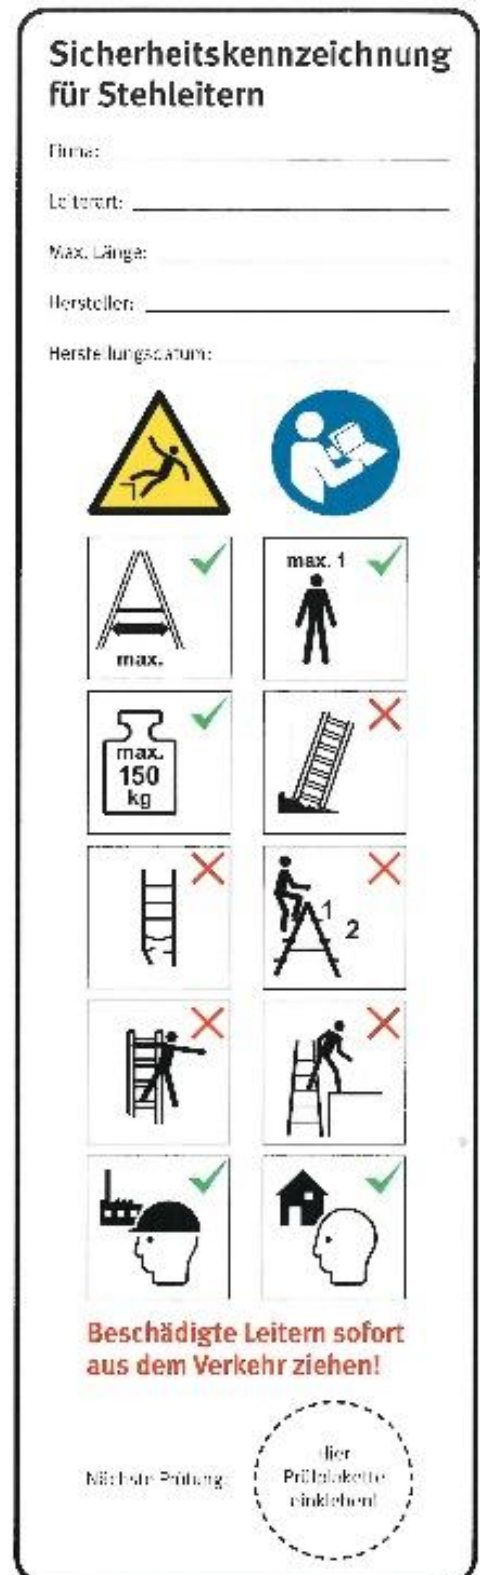 Sicherheitskennzeichnung
für Stehleitern
Firma:
Leiterart:
Max. Länge:
Hersteller:
Herstellungsdatum:
max.
max. 1
max.
150
kg
1
2
Beschädigte Leitern sofort
aus dem Verkehr ziehen!
Nächste Prüfung:
Hier
Prüfplakette
einkleben!